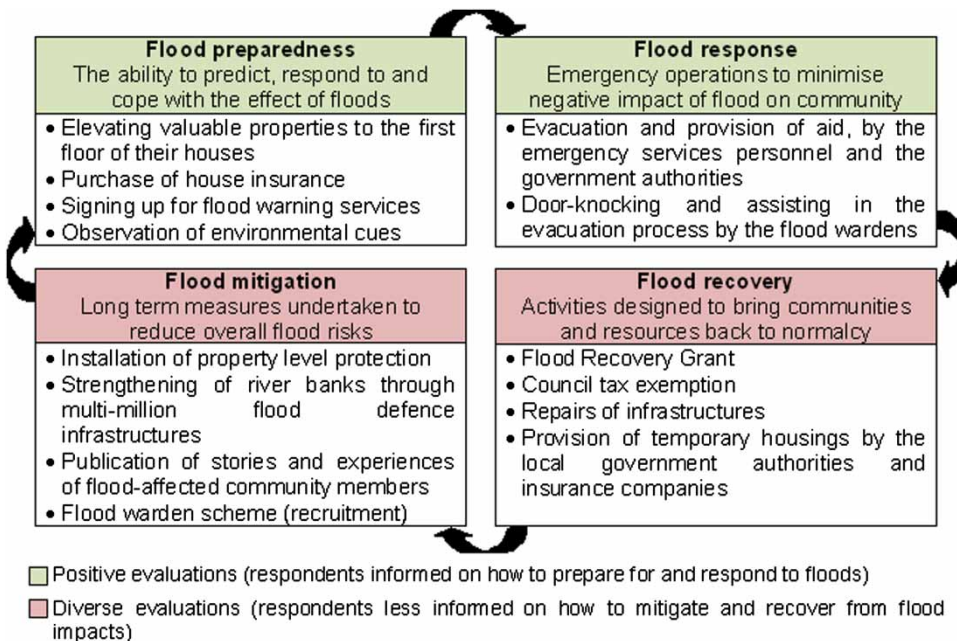 Flood preparedness
The ability to predict, respond to and
cope with the effect of floods
• Elevating valuable properties to the first
floor of their houses
• Purchase of house insurance
• Signing up for flood warning services
• Observation of environmental cues
Flood response
Emergency operations to minimise
negative impact of flood on community
• Evacuation and provision of aid, by the
emergency services personnel and the
government authorities
• Door-knocking and assisting in the
evacuation process by the flood wardens
Flood mitigation
Long term measures undertaken to
reduce overall flood risks
• Installation of property level protection
• Strengthening of river banks through
multi-million flood defence
infrastructures
• Publication of stories and experiences
of flood-affected community members
• Flood warden scheme (recruitment)
Flood recovery
Activities designed to bring communities
and resources back to normalcy
• Flood Recovery Grant
• Council tax exemption
• Repairs of infrastructures
• Provision of temporary housings by the
local government authorities and
insurance companies
Positive evaluations (respondents informed on how to prepare for and respond to floods)
Diverse evaluations (respondents less informed on how to mitigate and recover from flood
impacts)